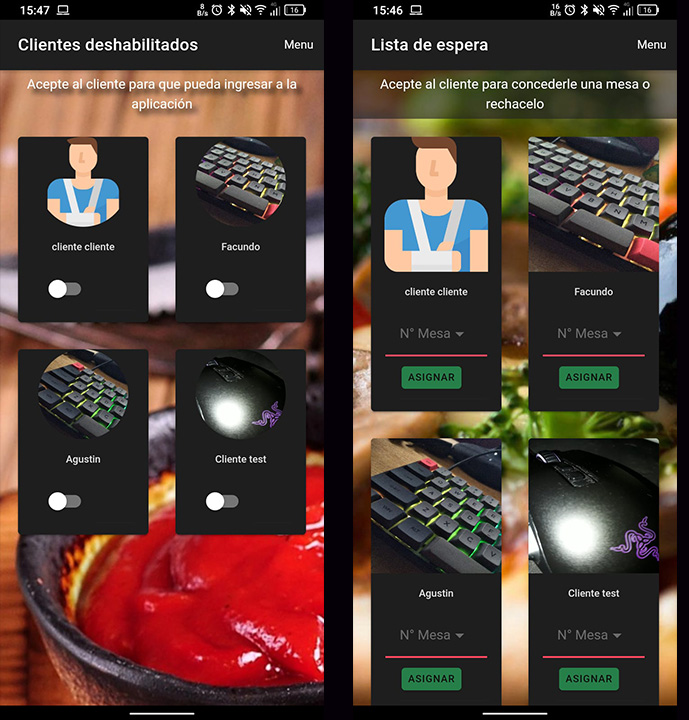 15:47
8
B/s
4G
16
Clientes deshabilitados
Menu
Acepte al cliente para que pueda ingresar a la
aplicación
cliente cliente
Facundo
Agustin
Cliente test
15:46
16
B/s
4G
16
Lista de espera
Menu
Acepte al cliente para concederle una mesa o
rechacelo
cliente cliente
Facundo
N° Mesa
N° Mesa
ASIGNAR
ASIGNAR
Agustin
Cliente test
N° Mesa
N° Mesa
ASIGNAR
ASIGNAR